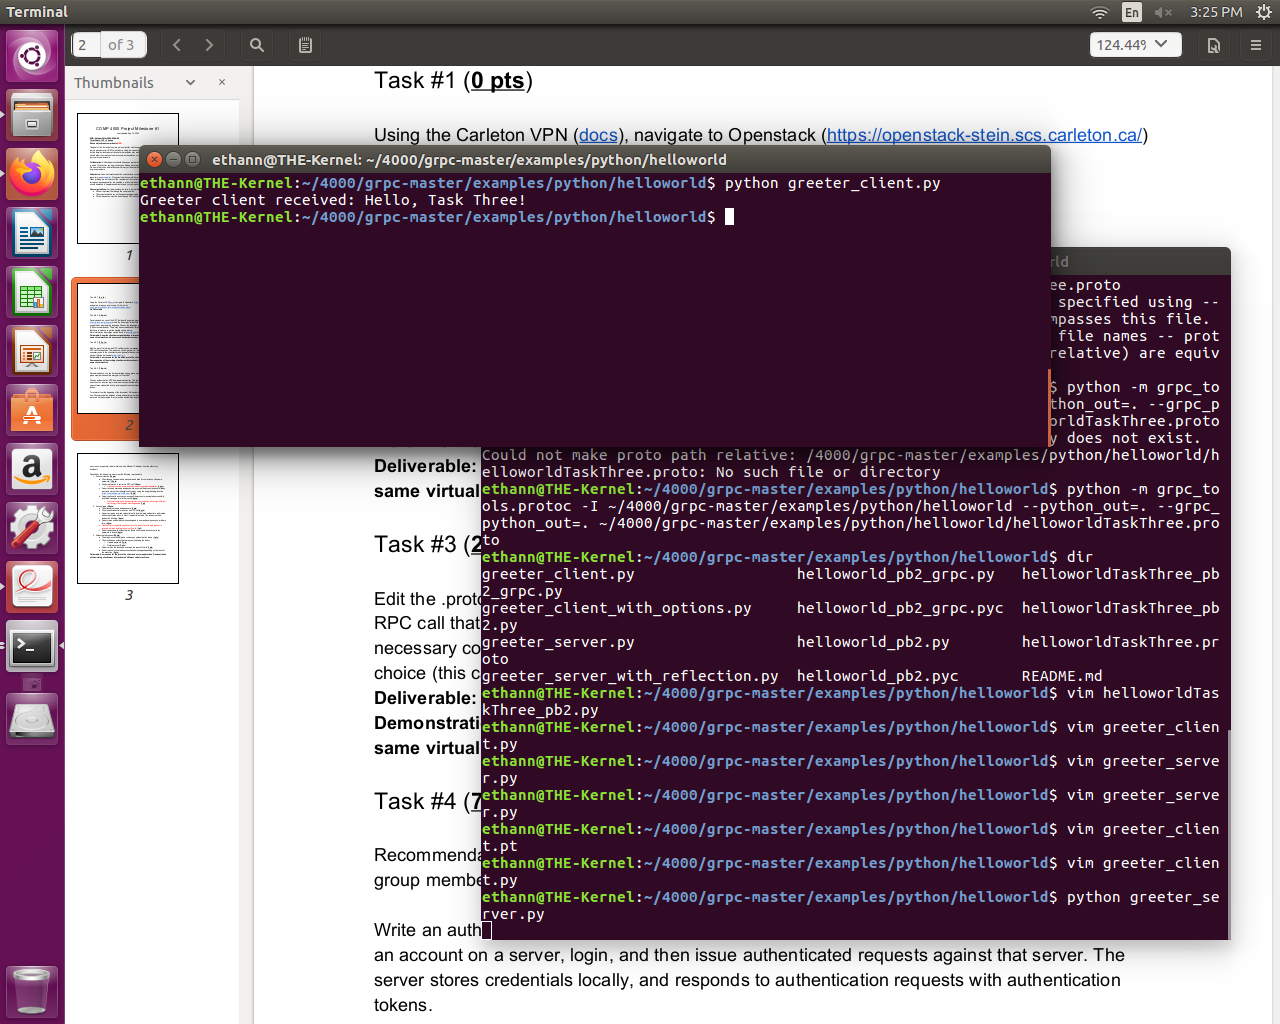 Terminal
En
3:25 PM
2
of 3
124.44%
Thumbnails
×
COMP 4000 Project Milestone #1
1
2
3
Task #1 (0 pts)
Using the Carleton VPN (docs), navigate to Openstack (https://openstack-stein.scs.carleton.ca/)
ethann@THE-Kernel: ~/4000/grpc-master/examples/python/helloworld
ethann@THE-Kernel:~/4000/grpc-master/examples/python/helloworld$ python greeter_client.py
Greeter client received: Hello, Task Three!
ethann@THE-Kernel:~/4000/grpc-master/examples/python/helloworld$
rld
ee.proto
specified using --
mpasses this file.
file names -- prot
relative) are equiv
$ python -m grpc_to
thon_out=. --grpc_p
orldTaskThree.proto
y does not exist.
Could not make proto path relative: /4000/grpc-master/examples/python/helloworld/h
elloworldTaskThree.proto: No such file or directory
ethann@THE-Kernel:~/4000/grpc-master/examples/python/helloworld$ python -m grpc_to
ols.protoc -I ~/4000/grpc-master/examples/python/helloworld --python_out=. --grpc_
python_out=. ~/4000/grpc-master/examples/python/helloworld/helloworldTaskThree.pro
to
ethann@THE-Kernel:~/4000/grpc-master/examples/python/helloworld$ dir
greeter_client.py helloworld_pb2_grpc.py helloworldTaskThree_pb
2_grpc.py
greeter_client_with_options.py helloworld_pb2_grpc.pyc helloworldTaskThree_pb
2.py
greeter_server.py helloworld_pb2.py helloworldTaskThree.pr
oto
greeter_server_with_reflection.py helloworld_pb2.pyc README.md
ethann@THE-Kernel:~/4000/grpc-master/examples/python/helloworld$ vim helloworldTas
kThree_pb2.py
ethann@THE-Kernel:~/4000/grpc-master/examples/python/helloworld$ vim greeter_clien
t.py
ethann@THE-Kernel:~/4000/grpc-master/examples/python/helloworld$ vim greeter_serve
r.py
ethann@THE-Kernel:~/4000/grpc-master/examples/python/helloworld$ vim greeter_serve
r.py
ethann@THE-Kernel:~/4000/grpc-master/examples/python/helloworld$ vim greeter_clien
t.pt
ethann@THE-Kernel:~/4000/grpc-master/examples/python/helloworld$ vim greeter_clien
t.py
ethann@THE-Kernel:~/4000/grpc-master/examples/python/helloworld$ python greeter_se
rver.py
Deliverable:
same virtual
Task #3 (2
Edit the .proto
RPC call that
necessary co
choice (this c
Deliverable:
Demonstrati
same virtual
Task #4 (7
Recommenda
group membe
Write an auth
an account on a server, login, and then issue authenticated requests against that server. The
server stores credentials locally, and responds to authentication requests with authentication
tokens.